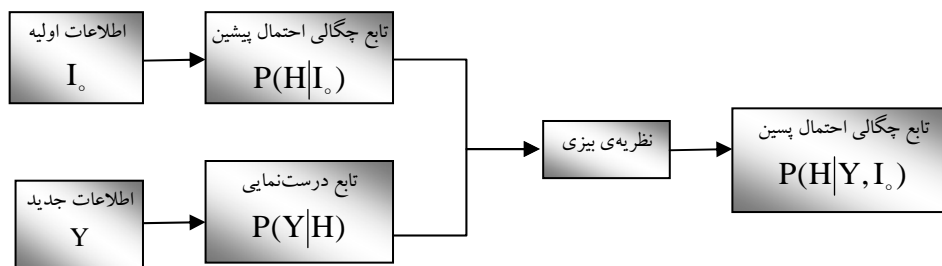 اطلاعات اولیه
I∘
تابع چگالی احتمال پیشین
P(H|I∘)
اطلاعات جدید
Y
تابع درست‌نمایی
P(Y|H)
نظریه‌ی بیزی
تابع چگالی احتمال پسین
P(H|Y,I∘)